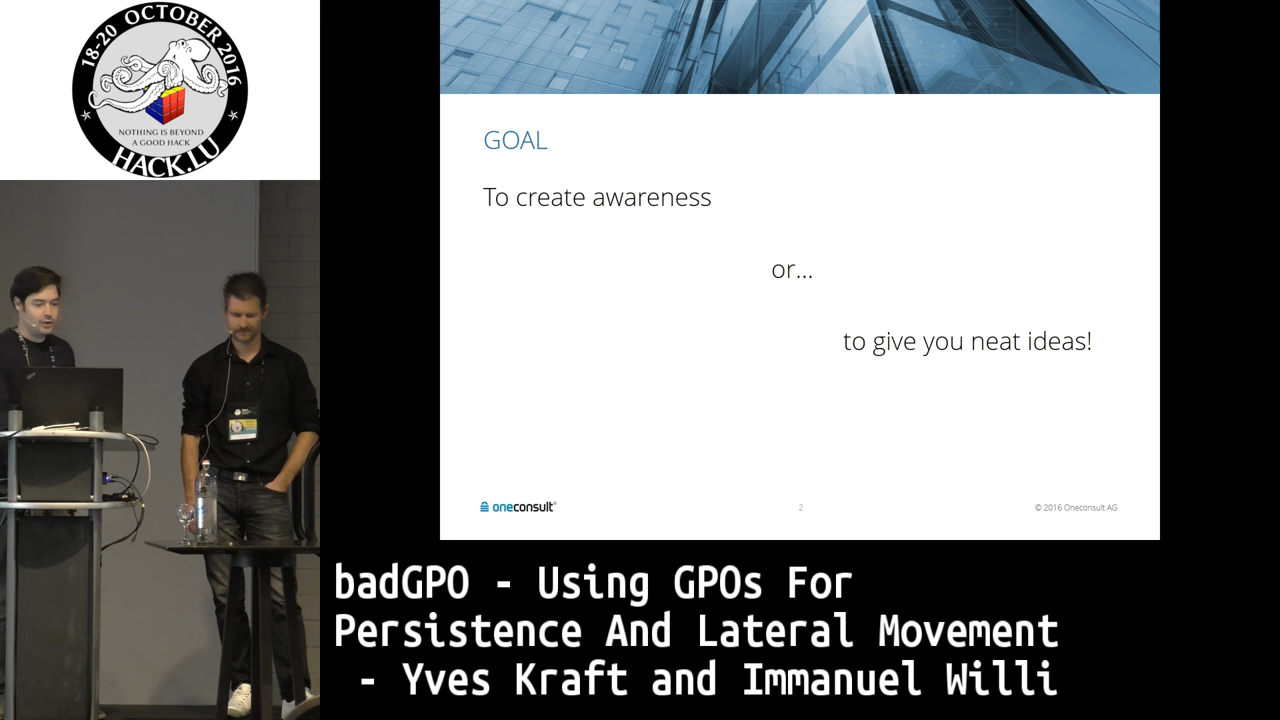 18-20 OCTOBER 2016
NOTHING IS BEYOND
A GOOD HACK
HACK.LU
GOAL
To create awareness
or...
to give you neat ideas!
oneconsult
2
© 2016 Oneconsult AG
badGPO - Using GPOs For
Persistence And Lateral Movement
- Yves Kraft and Immanuel Willi